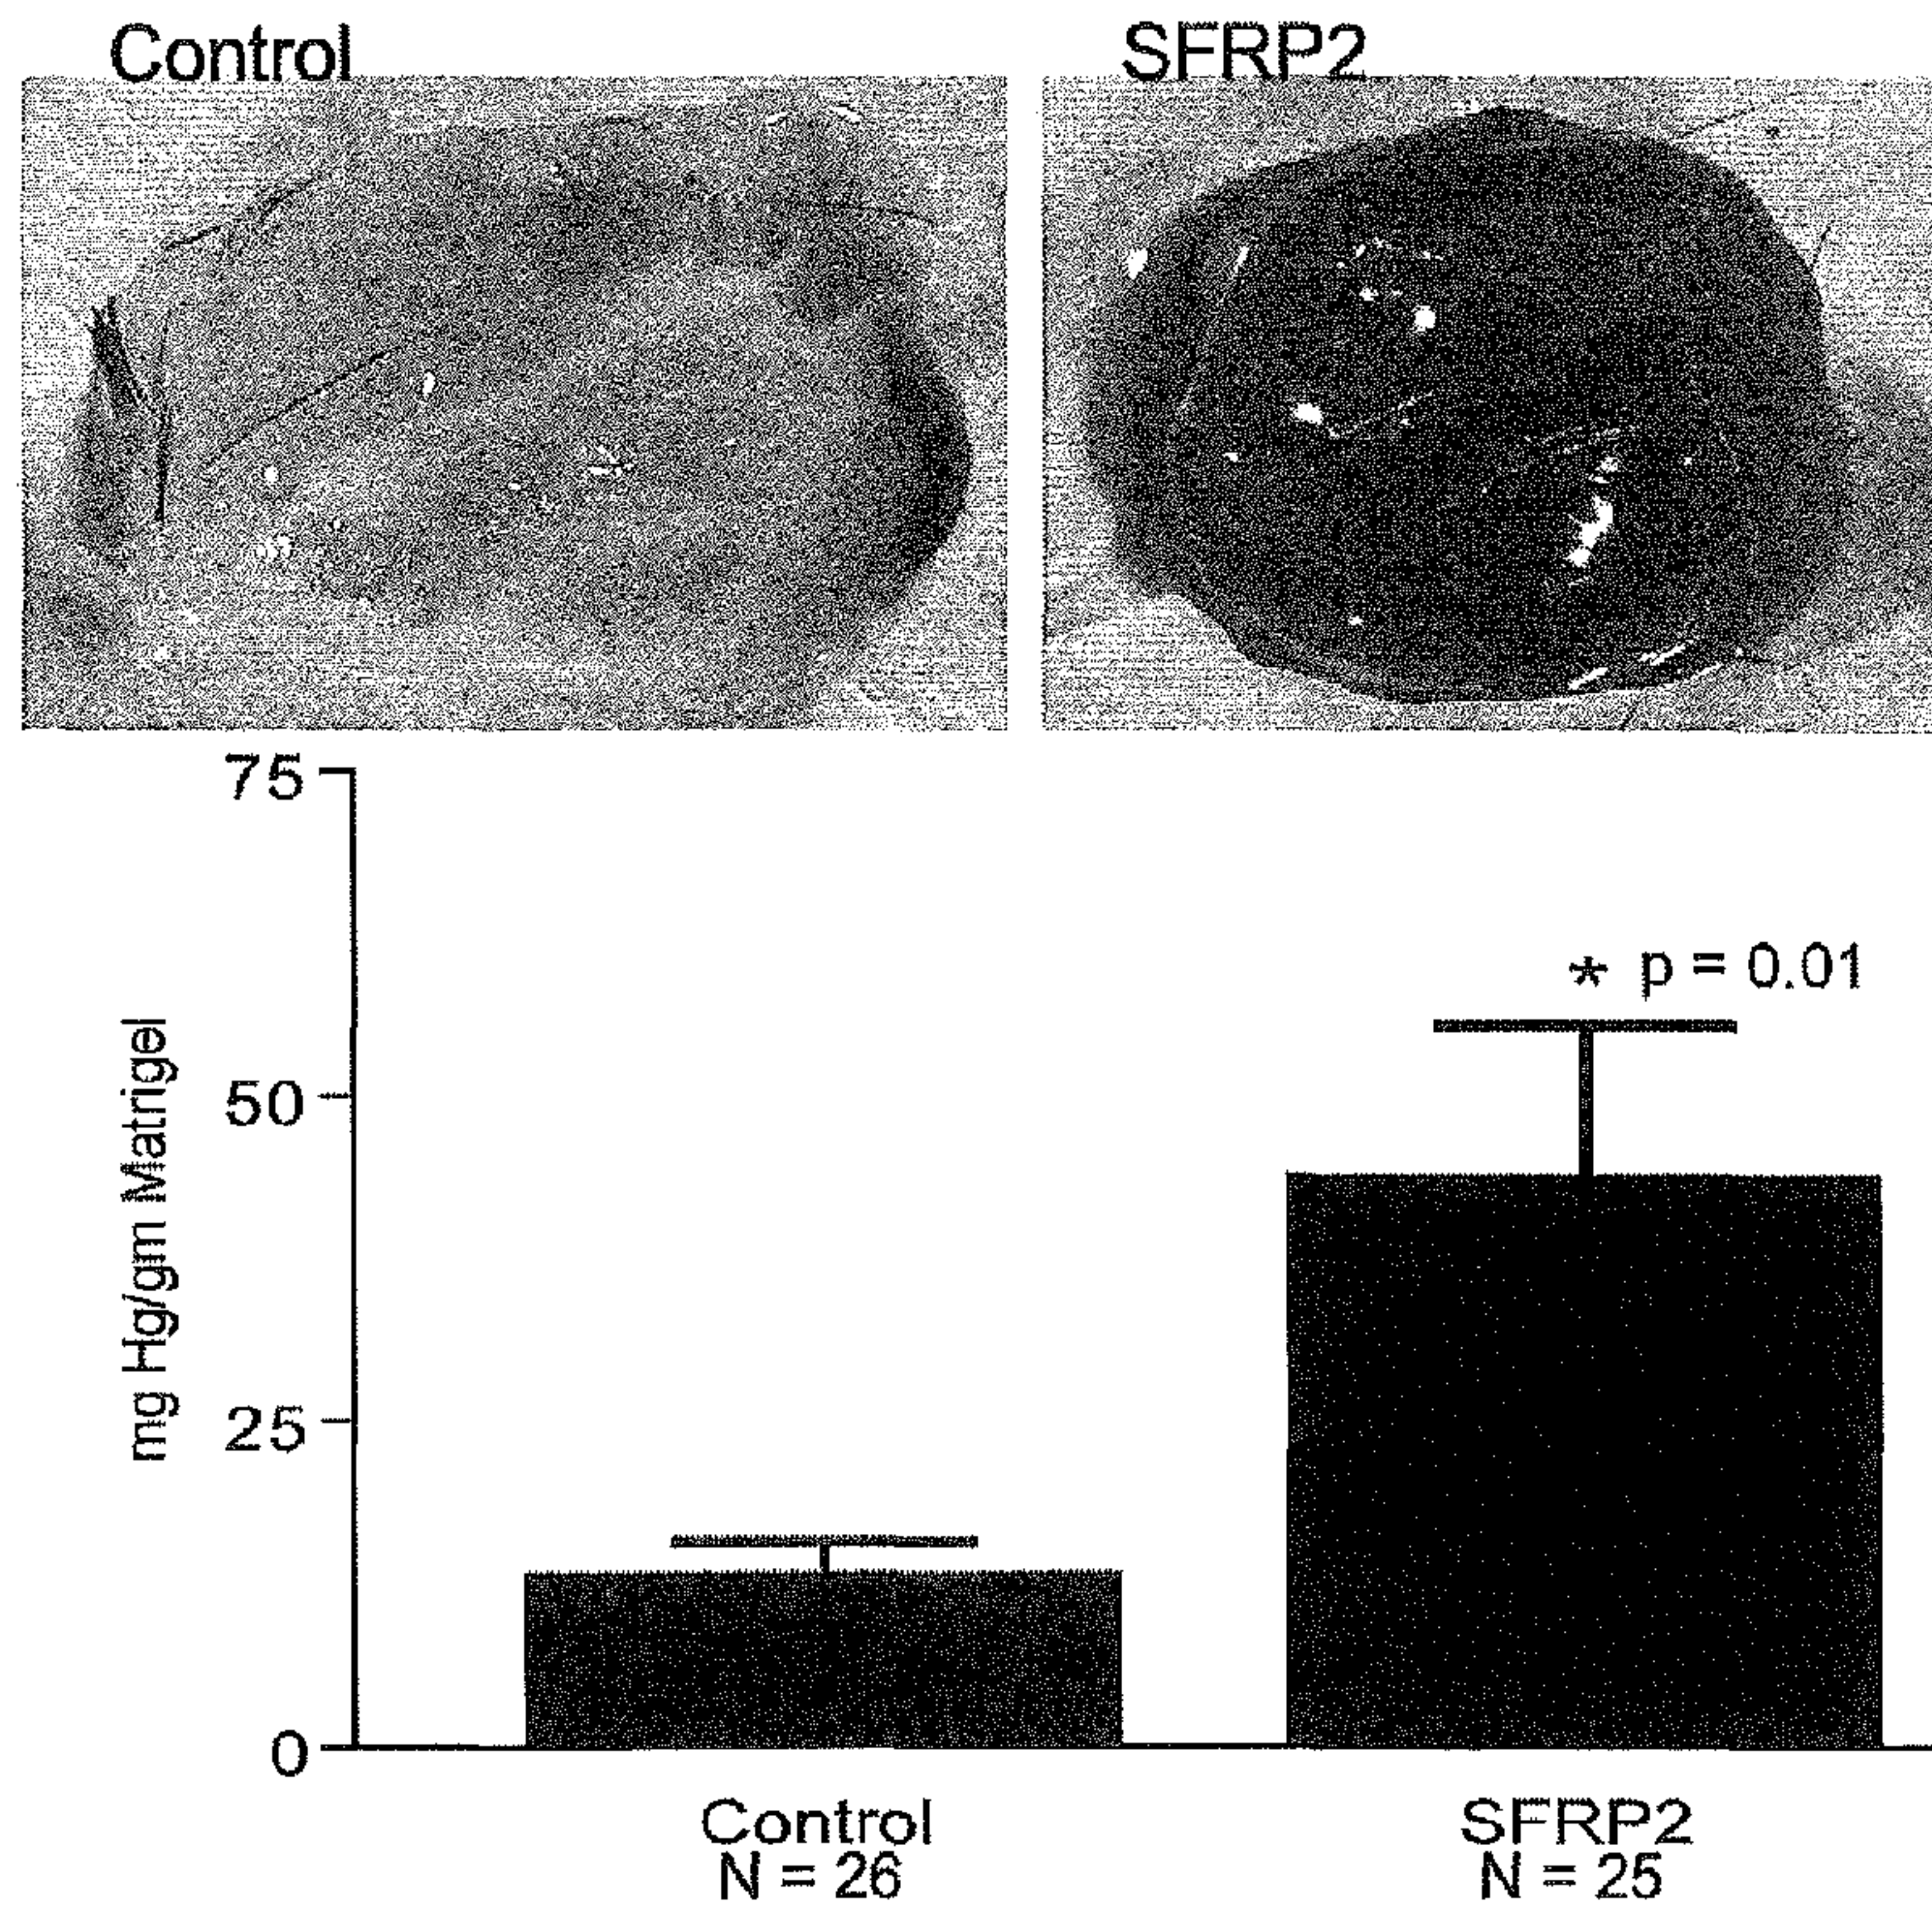 Control
SFRP2
75
50
25
0
mg Hg/gm Matrigel
* p = 0.01
Control
N = 26
SFRP2
N = 25